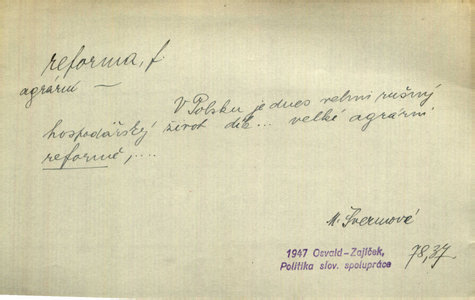 reforma, f.
agrární —
V Polsku je dnes velmi rušný
hospodářský život dík... velké agrární
reformě,....
M. Švermové
1947 Osvald-Zajíček, 78,37.
Politika slov. spolupráce